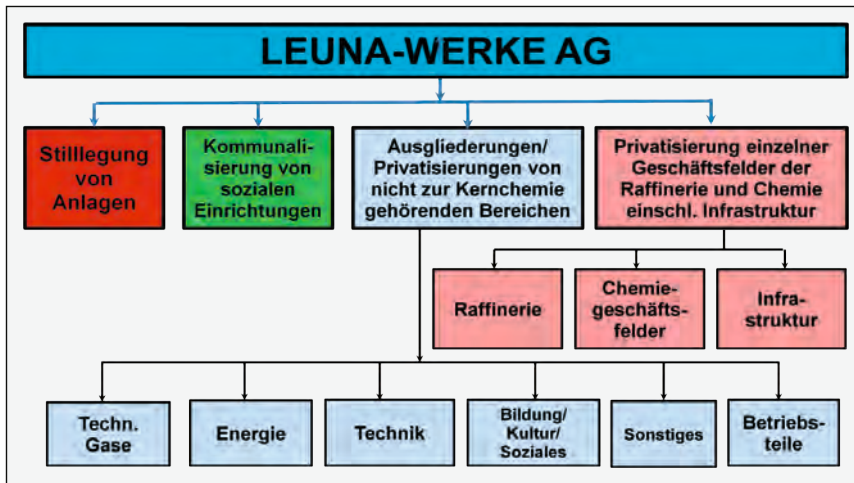 LEUNA-WERKE AG
Stilllegung
von
Anlagen
Kommunali-
sierung von
sozialen
Einrichtungen
Ausgliederungen/
Privatisierungen von
nicht zur Kernchemie
gehörenden Bereichen
Privatisierung einzelner
Geschäftsfelder der
Raffinerie und Chemie
einschl. Infrastruktur
Raffinerie
Chemie-
geschäfts-
felder
Infra-
struktur
Techn.
Gase
Energie
Technik
Bildung/
Kultur/
Soziales
Sonstiges
Betriebs-
teile